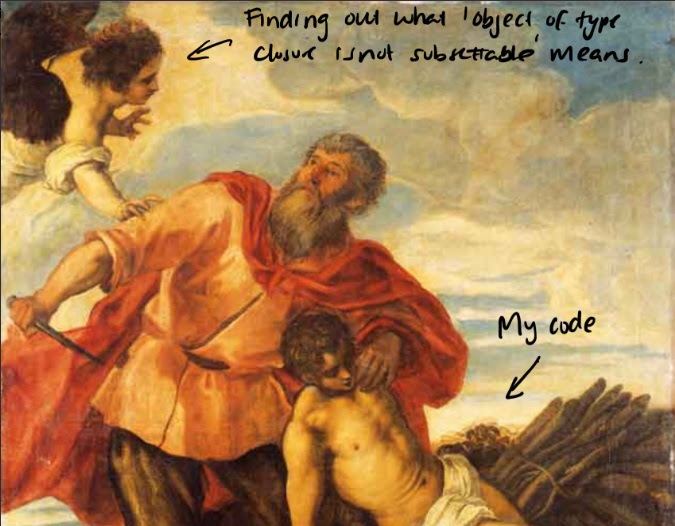 Finding out what 'object of type
closure is not subsettable' means.
My code